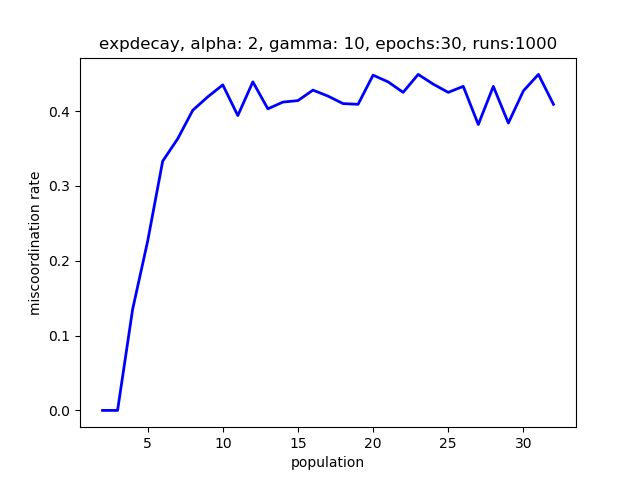 expdecay, alpha: 2, gamma: 10, epochs:30, runs:1000
0.4
0.3
0.2
0.1
0.0
miscoordination rate
5 10 15 20 25 30
population